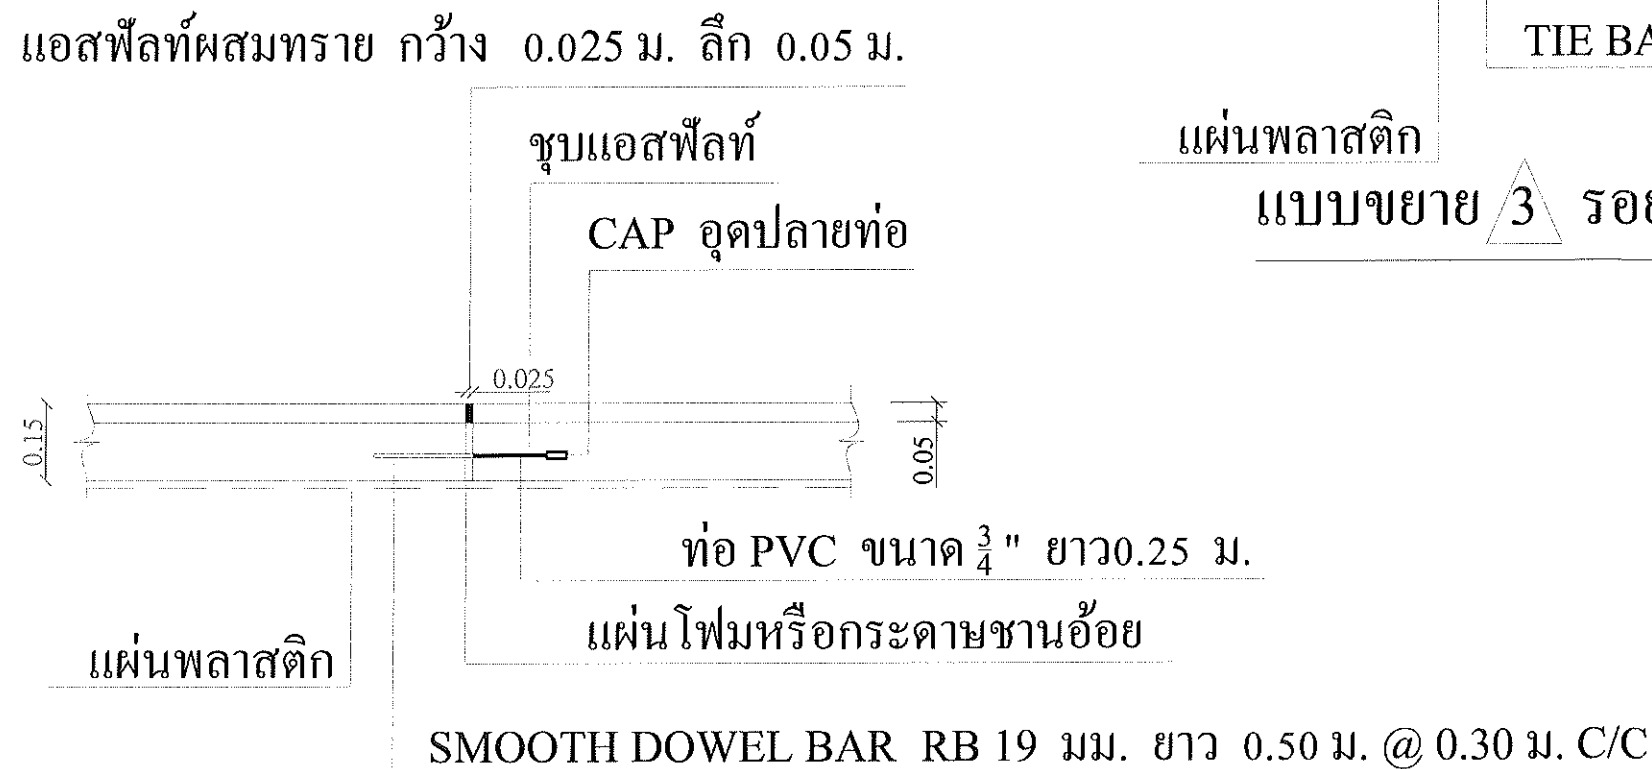 แอสฟัลท์ผสมทราย กว้าง 0.025 ม. ลึก 0.05 ม.
ชุบแอสฟัลท์
CAP อุดปลายท่อ
0.025
0.15
0.05
ท่อ PVC ขนาด 3/4 " ยาว0.25 ม.
แผ่นโฟมหรือกระดาษชานอ้อย
แผ่นพลาสติก
SMOOTH DOWEL BAR RB 19 มม. ยาว 0.50 ม. @ 0.30 ม. C/C
TIE
แผ่นพลาสติก
แบบขยาย 3